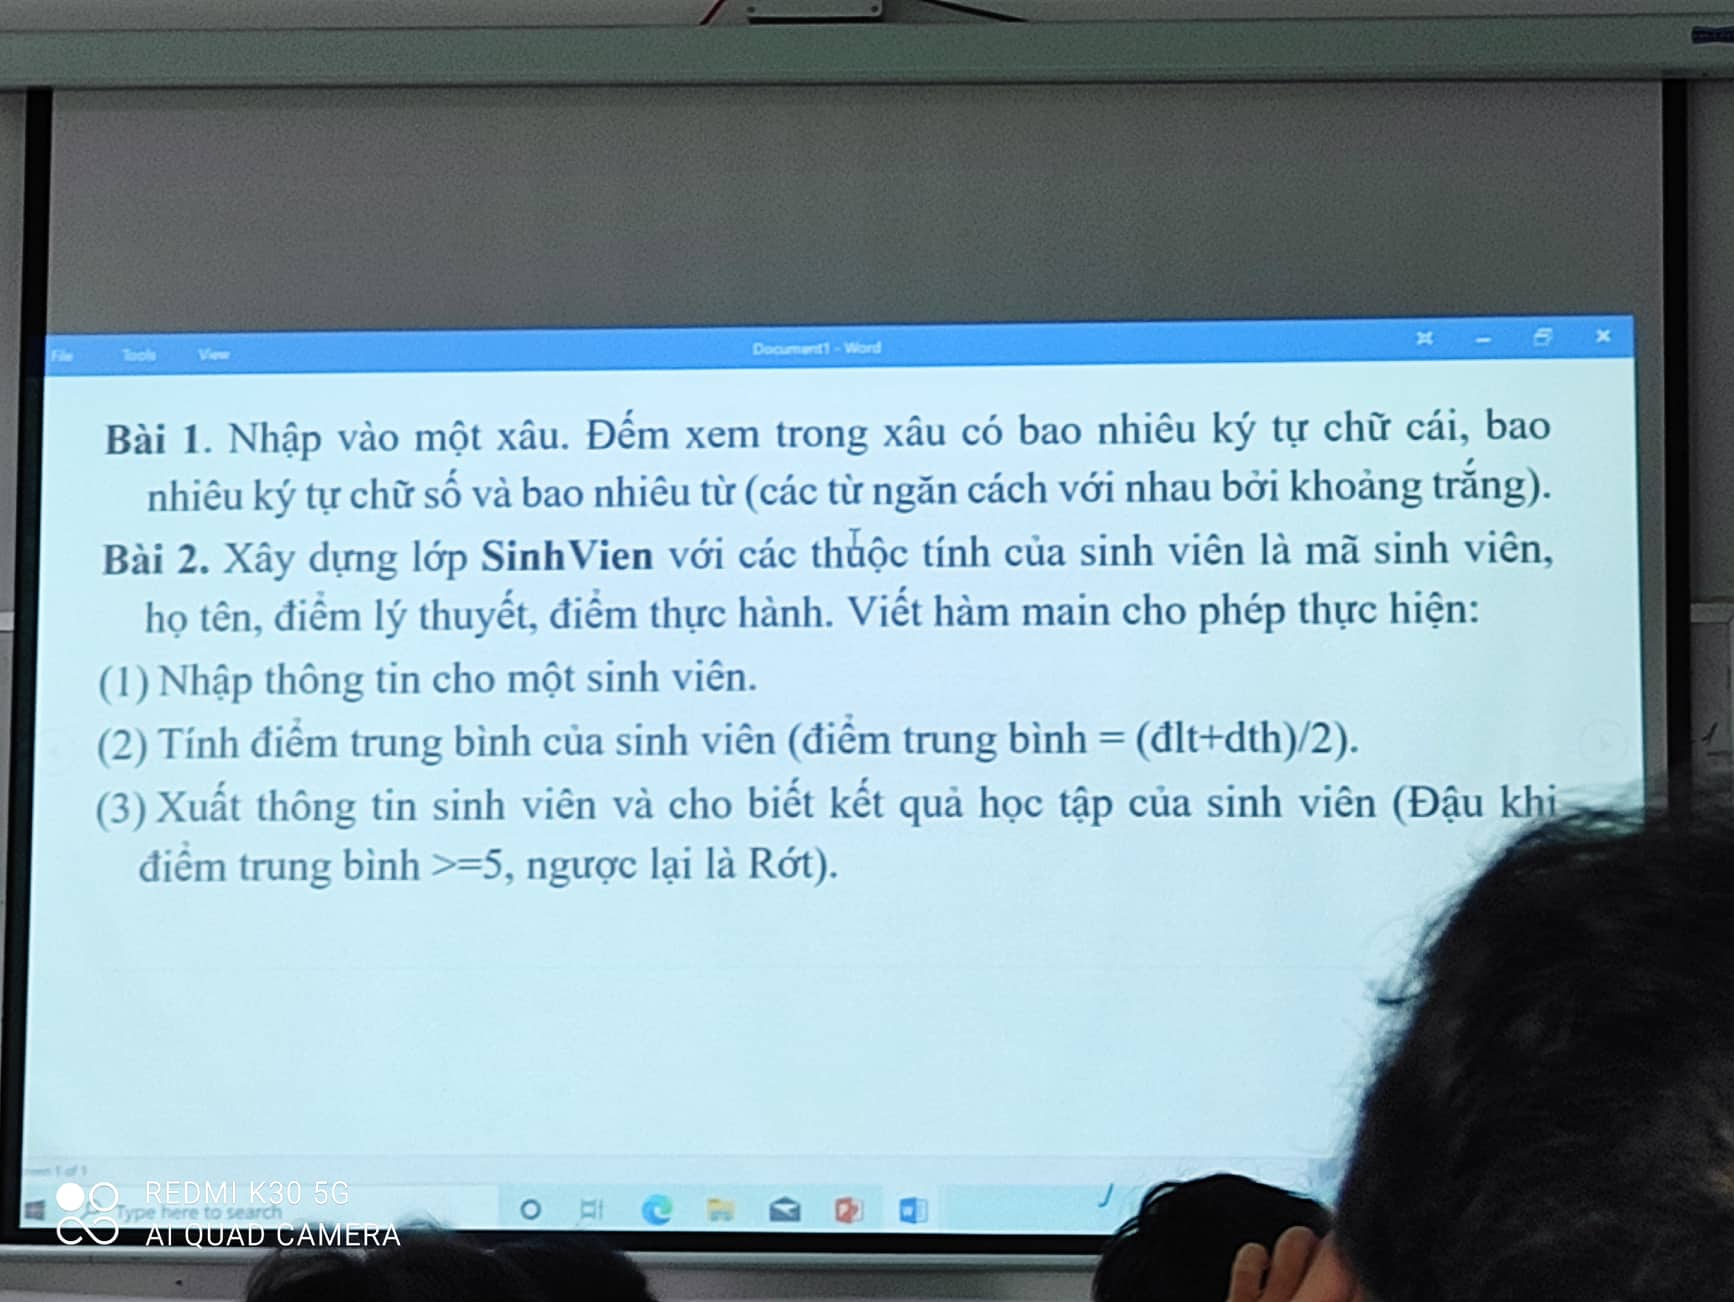 File Tools View Document1 - Word
Bài 1. Nhập vào một xâu. Đếm xem trong xâu có bao nhiêu ký tự chữ cái, bao
nhiêu ký tự chữ số và bao nhiêu từ (các từ ngăn cách với nhau bởi khoảng trắng).
Bài 2. Xây dựng lớp SinhVien với các thuộc tính của sinh viên là mã sinh viên,
họ tên, điểm lý thuyết, điểm thực hành. Viết hàm main cho phép thực hiện:
(1) Nhập thông tin cho một sinh viên.
(2) Tính điểm trung bình của sinh viên (điểm trung bình = (đlt+dth)/2).
(3) Xuất thông tin sinh viên và cho biết kết quả học tập của sinh viên (Đậu khi
điểm trung bình >=5, ngược lại là Rớt).
1 of 1
REDMI K30 5G
Type here to search
AI QUAD CAMERA